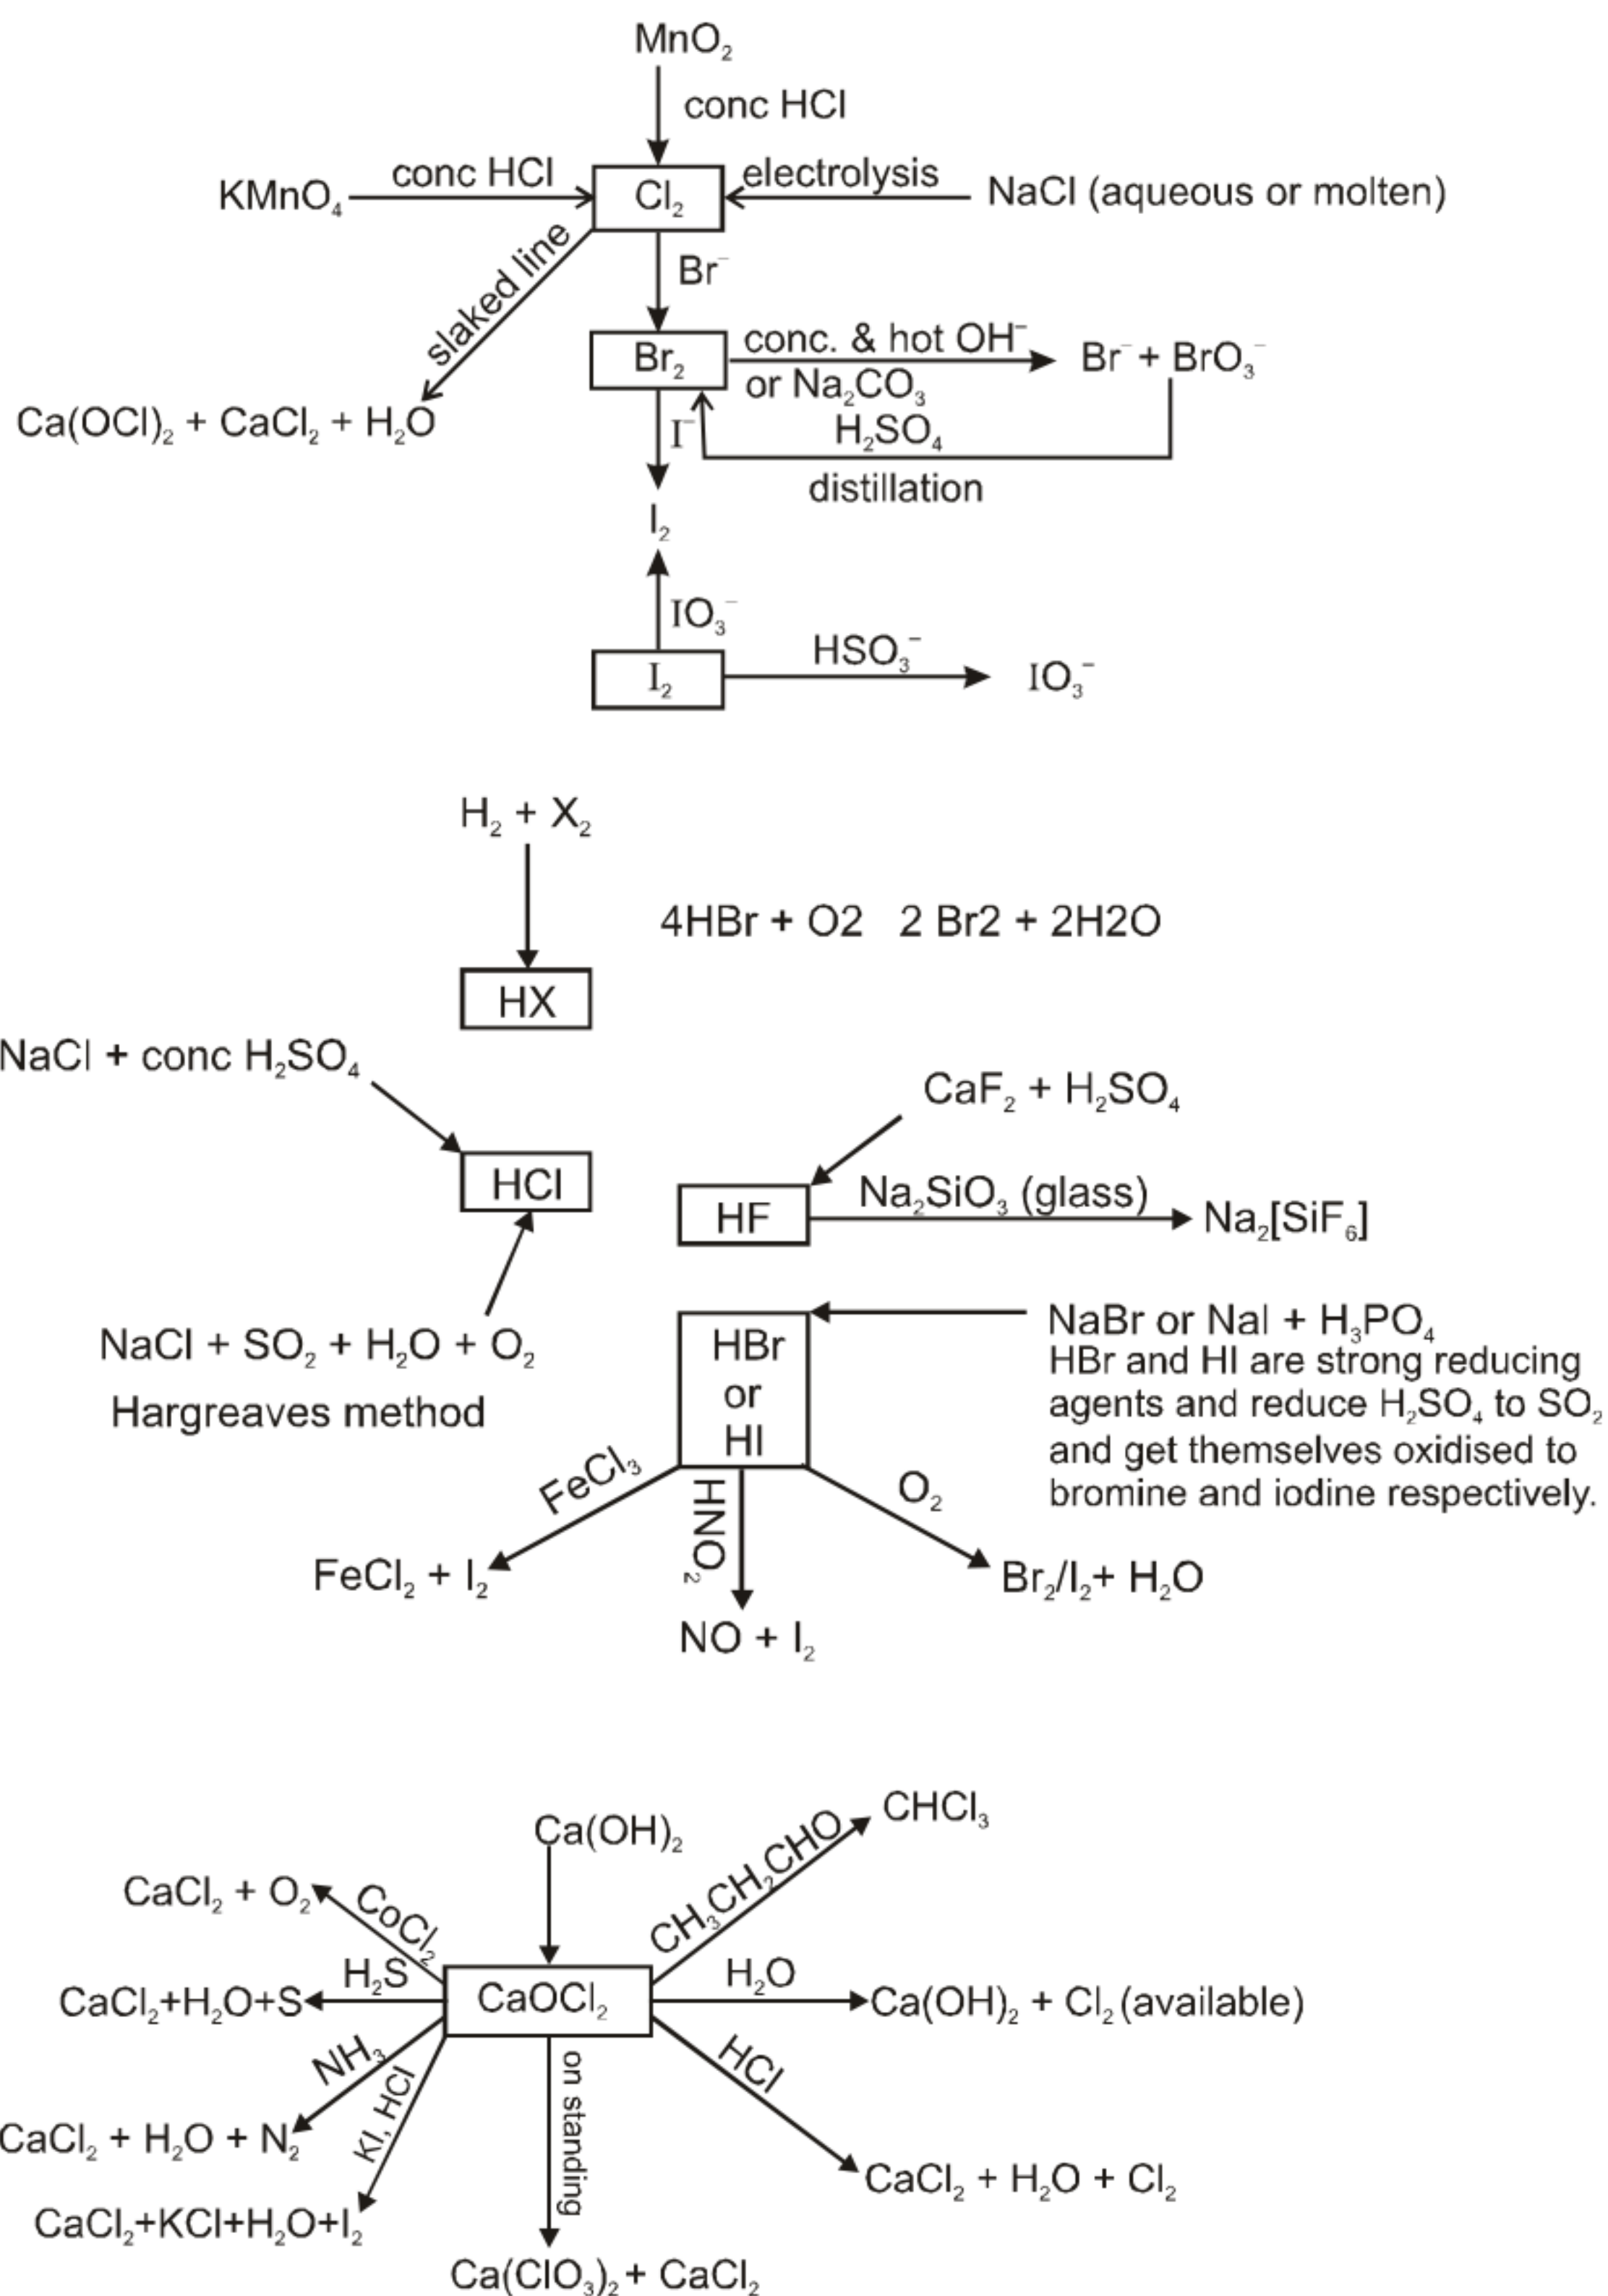 MnO₂
conc HCl
KMnO₄
conc HCl
Cl₂
electrolysis
NaCl (aqueous or molten)
slaked line
Br⁻
Ca(OCl)₂ + CaCl₂ + H₂O
Br₂
conc. & hot OH⁻
or Na₂CO₃
Br⁻ + BrO₃⁻
I⁻
H₂SO₄
distillation
I₂
IO₃⁻
I₂
HSO₃⁻
IO₃⁻
H₂ + X₂
4HBr + O2 2 Br2 + 2H2O
HX
NaCl + conc H₂SO₄
HCl
NaCl + SO₂ + H₂O + O₂
Hargreaves method
CaF₂ + H₂SO₄
HF
Na₂SiO₃ (glass)
Na₂[SiF₆]
HBr
or
HI
NaBr or NaI + H₃PO₄
HBr and HI are strong reducing
agents and reduce H₂SO₄ to SO₂
and get themselves oxidised to
bromine and iodine respectively.
FeCl₃
FeCl₂ + I₂
HNO₂
NO + I₂
O₂
Br₂/I₂+ H₂O
Ca(OH)₂
CaOCl₂
CH₃CH₂CHO
CHCl₃
CoCl₂
CaCl₂ + O₂
H₂S
CaCl₂+H₂O+S
H₂O
Ca(OH)₂ + Cl₂ (available)
NH₃
CaCl₂ + H₂O + N₂
KI, HCl
CaCl₂+KCl+H₂O+I₂
on standing
Ca(ClO₃)₂ + CaCl₂
HCl
CaCl₂ + H₂O + Cl₂